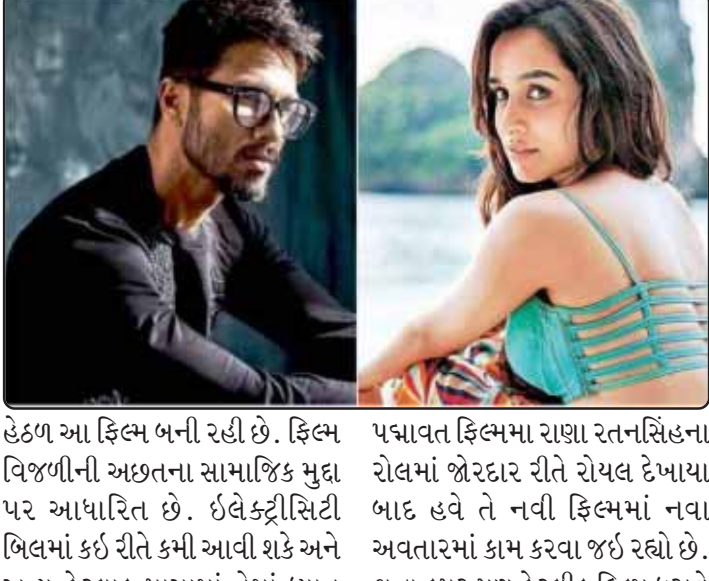 હેઠળ આ ફિલ્મ બની રહી છે. ફિલ્મ
વિજળીની અછતના સામાજિક મુદ્દા
પર આધારિત છે. ઇલેક્ટ્રીસિટી
બિલમાં કઇ રીતે કમી આવી શકે અને
પદ્માવત ફિલ્મમા રાણા રતનસિંહના
રોલમાં જોરદાર રીતે રોયલ દેખાયા
બાદ હવે તે નવી ફિલ્મમાં નવા
અવતારમાં કામ કરવા જઇ રહ્યો છે.